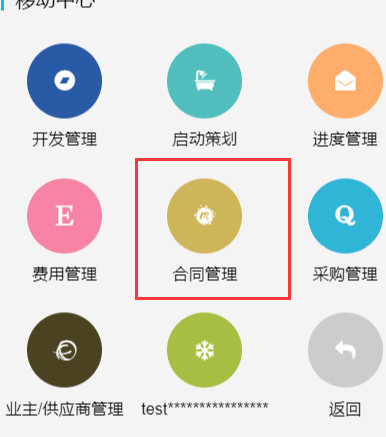 移动中心
开发管理
启动策划
进度管理
E
费用管理
合同管理
Q
采购管理
业主/供应商管理
test****************
返回